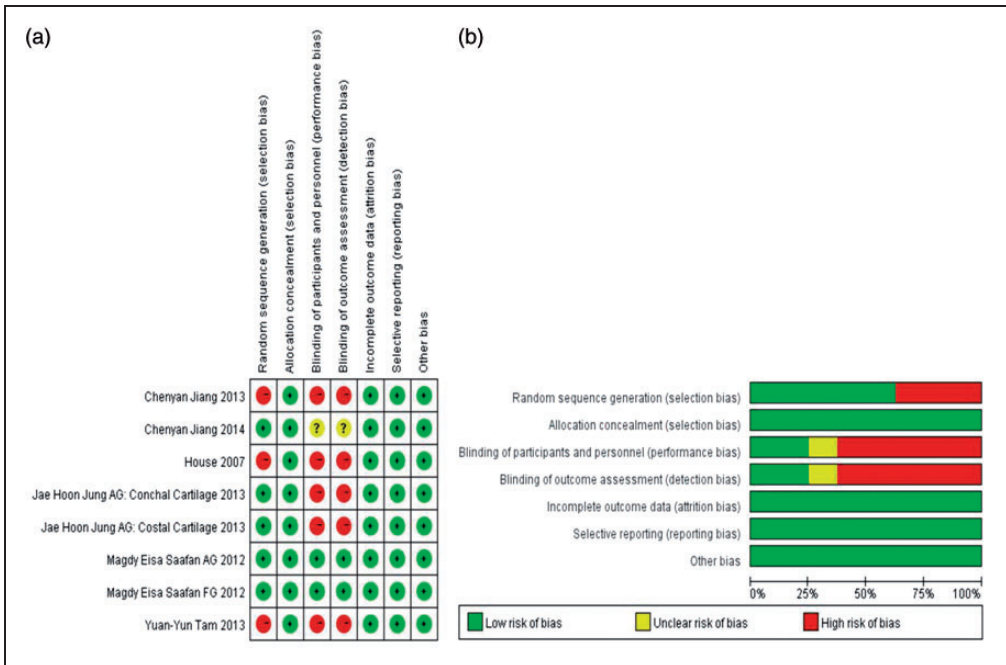 (a)
Random sequence generation (selection bias)
Allocation concealment (selection bias)
Blinding of participants and personnel (performance bias)
Blinding of outcome assessment (detection bias)
Incomplete outcome data (attrition bias)
Selective reporting (reporting bias)
Other bias
Chenyan Jiang 2013
- + - - + + +
Chenyan Jiang 2014
+ + ? ? + + +
House 2007
- + - - + + +
Jae Hoon Jung AG: Conchal Cartilage 2013
+ + - - + + +
Jae Hoon Jung AG: Costal Cartilage 2013
+ + - - + + +
Magdy Eisa Saafan AG 2012
+ + + + + + +
Magdy Eisa Saafan FG 2012
+ + + + + + +
Yuan-Yun Tam 2013
- + - - + + +
(b)
Random sequence generation (selection bias)
Allocation concealment (selection bias)
Blinding of participants and personnel (performance bias)
Blinding of outcome assessment (detection bias)
Incomplete outcome data (attrition bias)
Selective reporting (reporting bias)
Other bias
0% 25% 50% 75% 100%
Low risk of bias Unclear risk of bias High risk of bias